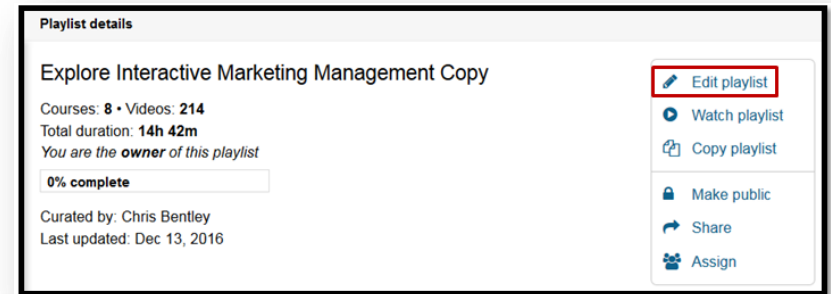 Playlist details
Explore Interactive Marketing Management Copy
Courses: 8 • Videos: 214
Total duration: 14h 42m
You are the owner of this playlist
0% complete
Curated by: Chris Bentley
Last updated: Dec 13, 2016
Edit playlist
Watch playlist
Copy playlist
Make public
Share
Assign